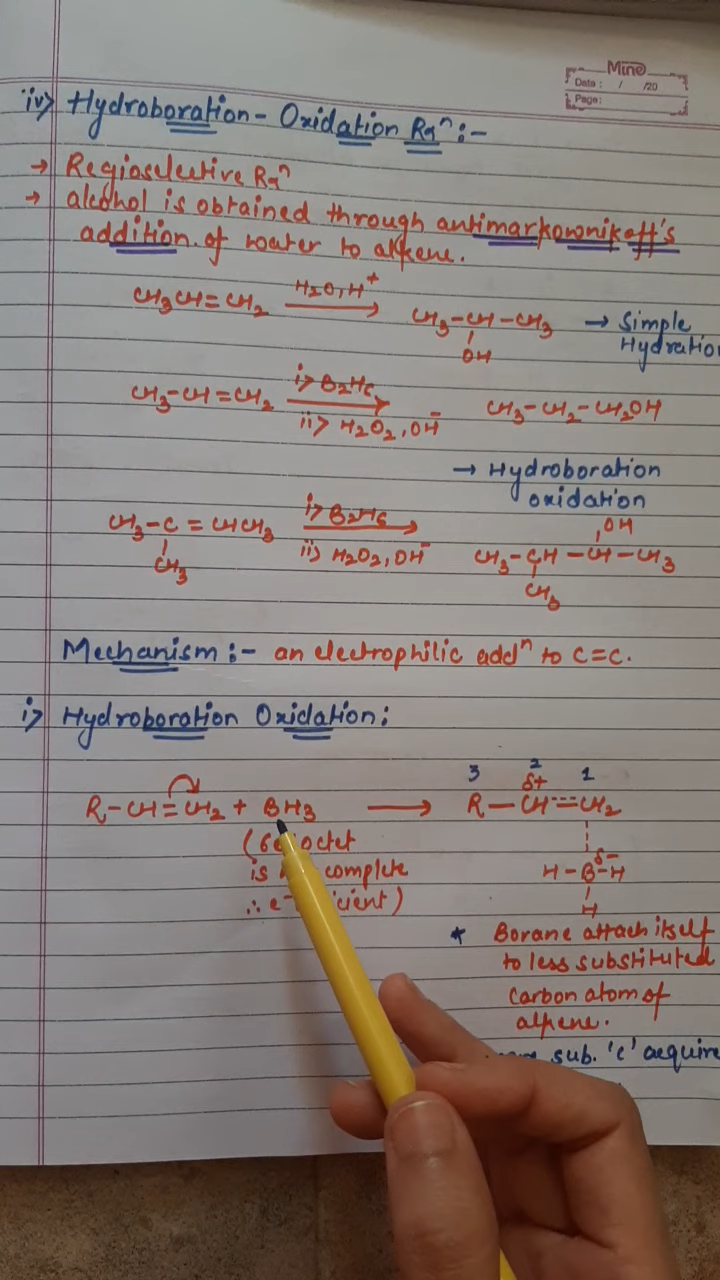 Mine
Date : / /20
Page:
iv) Hydroboration - Oxidation Rxⁿ :-
→ Regioselective Rxⁿ
→ alcohol is obtained through antimarkownikoff's
addition of water to alkene.
CH3CH=CH2 H2O, H⁺ → CH3-CH-CH3 → Simple
OH Hydration
CH3-CH=CH2 i> B2H6 → CH3-CH2-CH2OH
ii> H2O2, OH⁻
→ Hydroboration
oxidation
CH3-C=CHCH3 i> B2H6 → OH
CH3 ii> H2O2, OH⁻ CH3-CH-CH-CH3
CH3
Mechanism :- an electrophilic addⁿ to C=C.
i> Hydroboration Oxidation :
3 2 1
δ+
R-CH=CH2 + BH3 → R-CH=CH2
octet δ-
is complete H-B-H
∴ e⁻ H
* Borane attach itself
to less substituted
carbon atom of
alkene.
sub. 'c' acquire